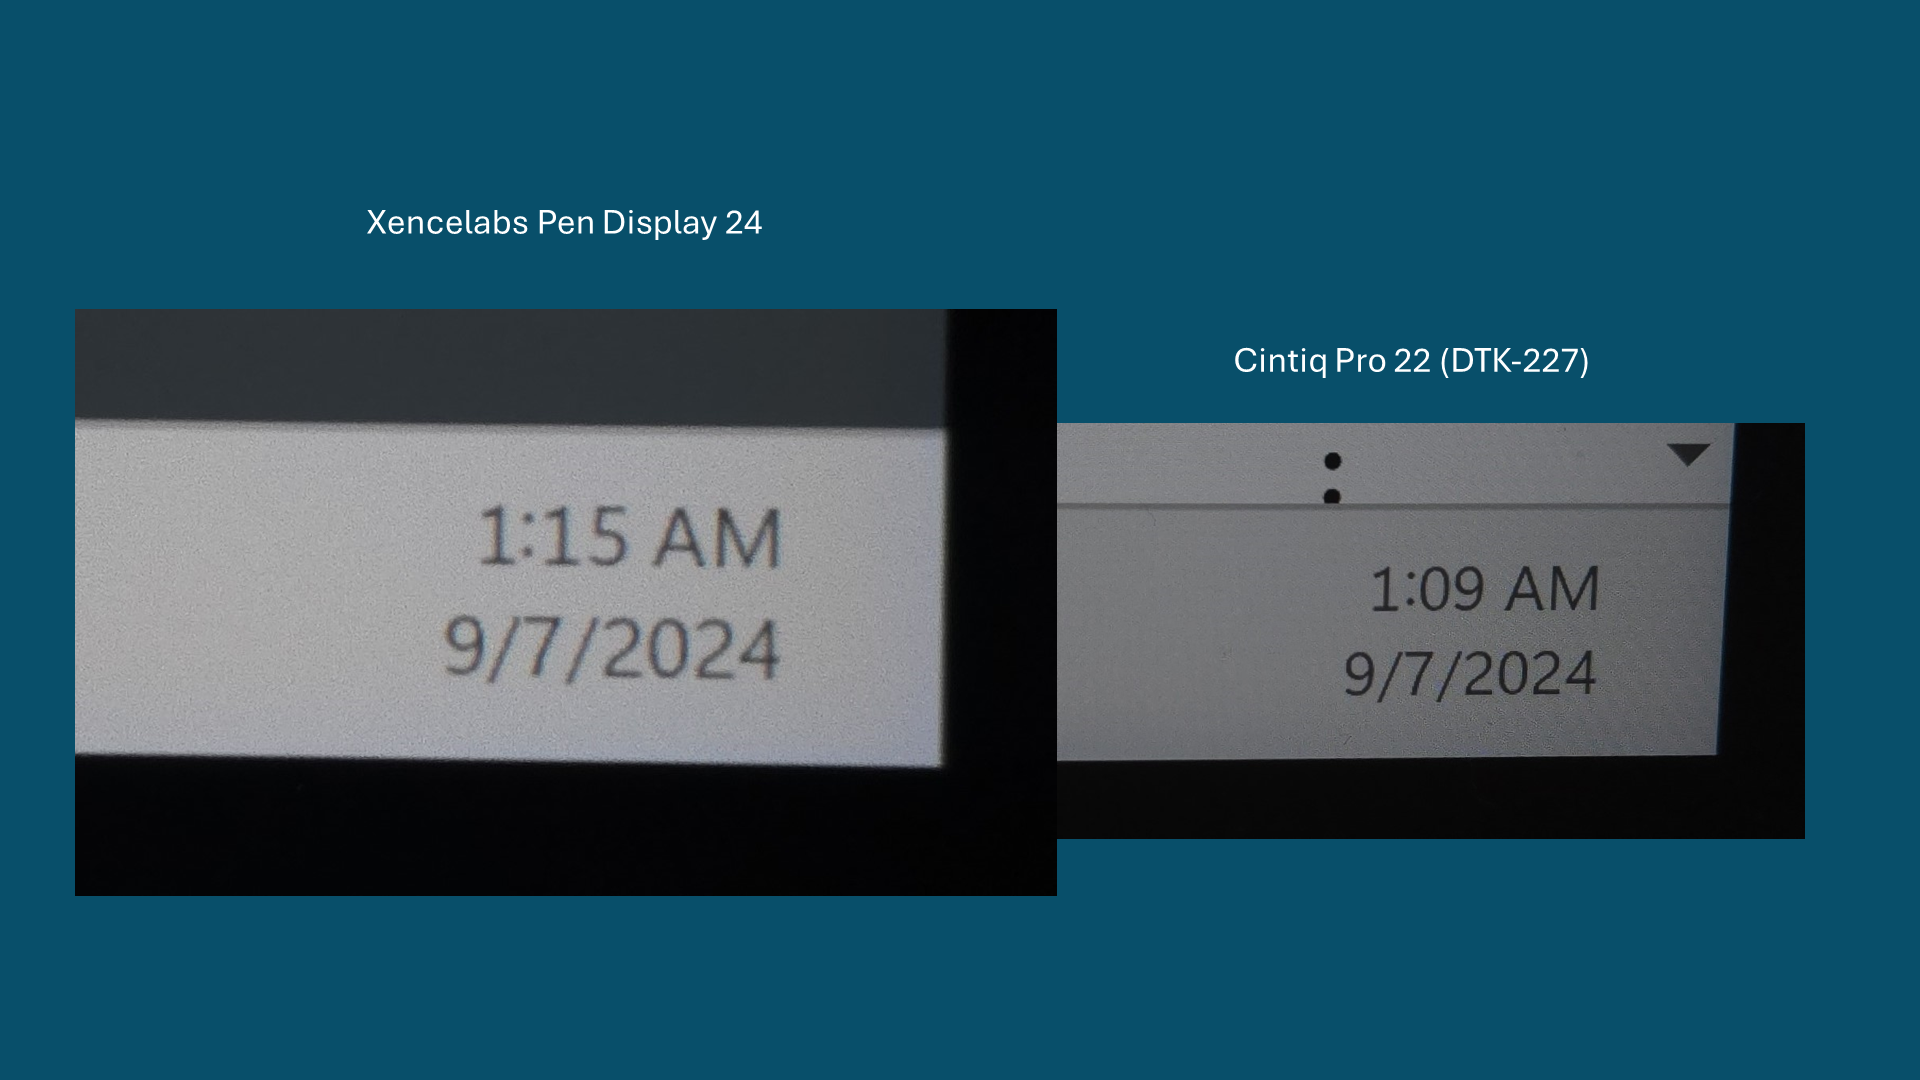 Xencelabs Pen Display 24
1:15 AM
9/7/2024
Cintiq Pro 22 (DTK-227)
1:09 AM
9/7/2024